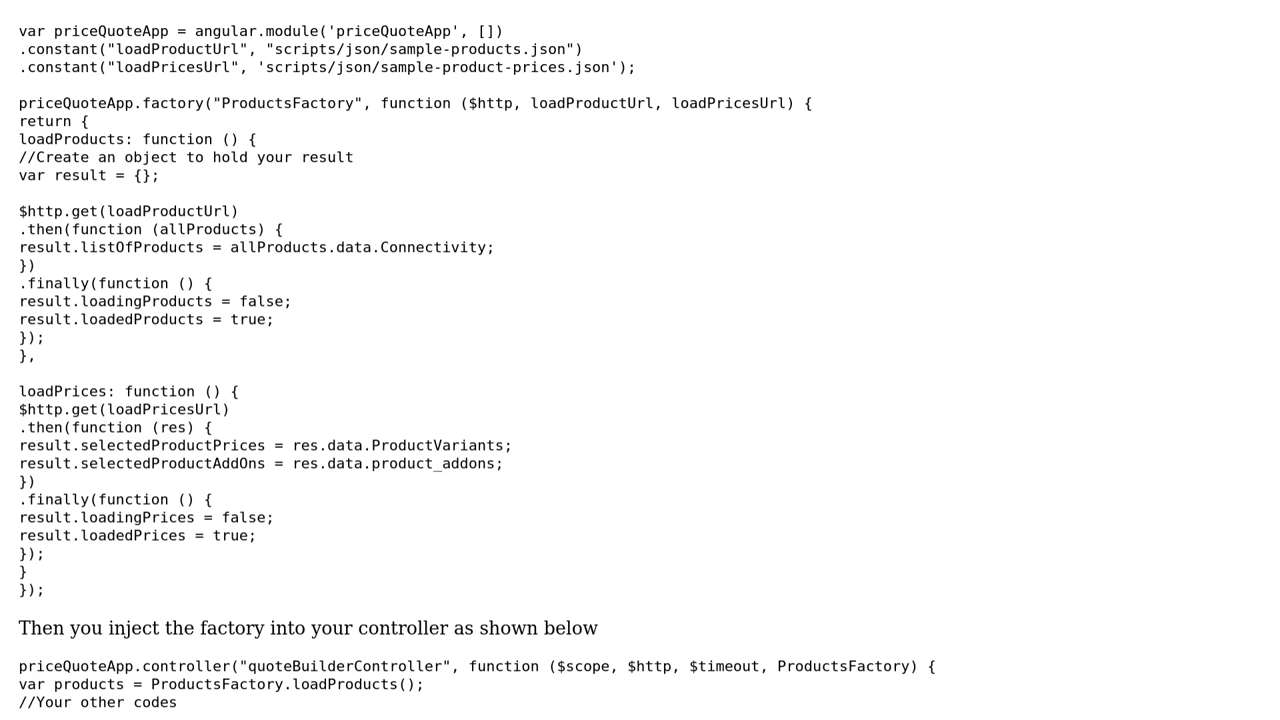 var priceQuoteApp = angular.module('priceQuoteApp', [])
.constant("loadProductUrl", "scripts/json/sample-products.json")
.constant("loadPricesUrl", 'scripts/json/sample-product-prices.json');
priceQuoteApp.factory("ProductsFactory", function ($http, loadProductUrl, loadPricesUrl) {
return {
loadProducts: function () {
//Create an object to hold your result
var result = {};
$http.get(loadProductUrl)
.then(function (allProducts) {
result.listOfProducts = allProducts.data.Connectivity;
})
.finally(function () {
result.loadingProducts = false;
result.loadedProducts = true;
});
},
loadPrices: function () {
$http.get(loadPricesUrl)
.then(function (res) {
result.selectedProductPrices = res.data.ProductVariants;
result.selectedProductAddOns = res.data.product_addons;
})
.finally(function () {
result.loadingPrices = false;
result.loadedPrices = true;
});
}
});
Then you inject the factory into your controller as shown below
priceQuoteApp.controller("quoteBuilderController", function ($scope, $http, $timeout, ProductsFactory) {
var products = ProductsFactory.loadProducts();
//Your other codes